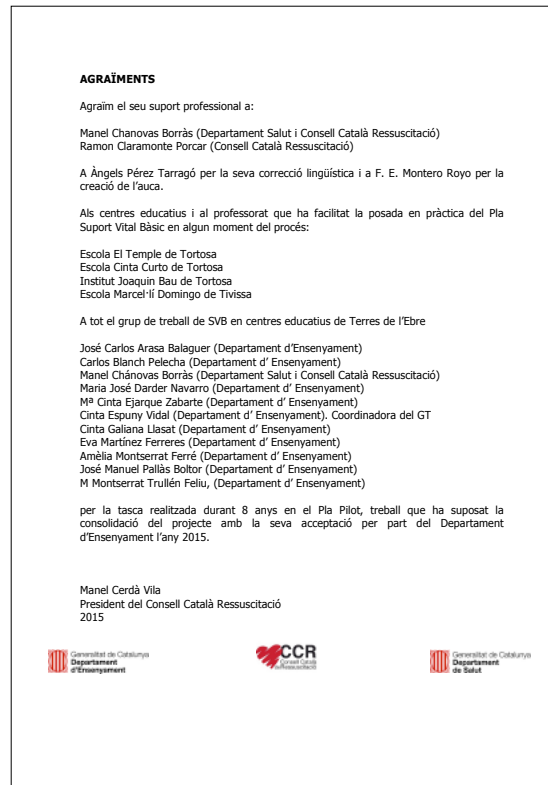 AGRAÏMENTS
Agraïm el seu suport professional a:
Manel Chanovas Borràs (Departament Salut i Consell Català Ressuscitació)
Ramon Claramonte Porcar (Consell Català Ressuscitació)
A Àngels Pérez Tarragó per la seva correcció lingüística i a F. E. Montero Royo per la
creació de l'auca.
Als centres educatius i al professorat que ha facilitat la posada en pràctica del Pla
Suport Vital Bàsic en algun moment del procés:
Escola El Temple de Tortosa
Escola Cinta Curto de Tortosa
Institut Joaquin Bau de Tortosa
Escola Marcel·lí Domingo de Tivissa
A tot el grup de treball de SVB en centres educatius de Terres de l'Ebre
José Carlos Arasa Balaguer (Departament d'Ensenyament)
Carlos Blanch Pelecha (Departament d' Ensenyament)
Manel Chánovas Borràs (Departament Salut i Consell Català Ressuscitació)
Maria José Darder Navarro (Departament d' Ensenyament)
Mª Cinta Ejarque Zabarte (Departament d' Ensenyament)
Cinta Espuny Vidal (Departament d' Ensenyament). Coordinadora del GT
Cinta Galiana Llasat (Departament d' Ensenyament)
Eva Martínez Ferreres (Departament d' Ensenyament)
Amèlia Montserrat Ferré (Departament d' Ensenyament)
José Manuel Pallàs Boltor (Departament d' Ensenyament)
M Montserrat Trullén Feliu, (Departament d' Ensenyament)
per la tasca realitzada durant 8 anys en el Pla Pilot, treball que ha suposat la
consolidació del projecte amb la seva acceptació per part del Departament
d'Ensenyament l'any 2015.
Manel Cerdà Vila
President del Consell Català Ressuscitació
2015
Generalitat de Catalunya
Departament
d'Ensenyament
CCR
Consell Català
de Ressuscitació
Generalitat de Catalunya
Departament
de Salut